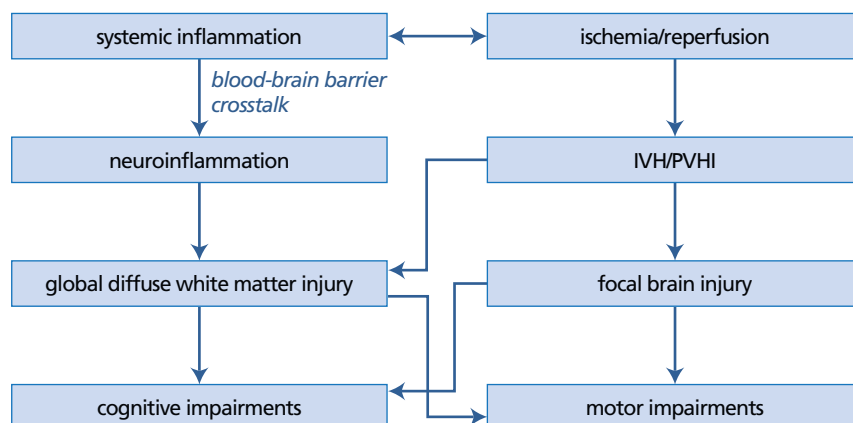 systemic inflammation
ischemia/reperfusion
blood-brain barrier
crosstalk
neuroinflammation
IVH/PVHI
global diffuse white matter injury
focal brain injury
cognitive impairments
motor impairments